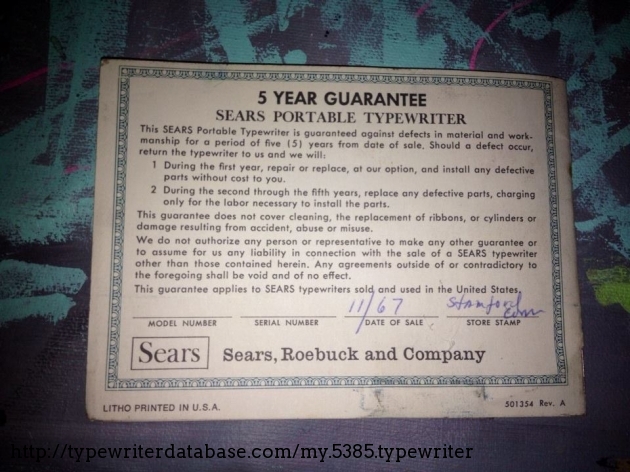 5 YEAR GUARANTEE
SEARS PORTABLE TYPEWRITER
This SEARS Portable Typewriter is guaranteed against defects in material and work-
manship for a period of five (5) years from date of sale. Should a defect occur,
return the typewriter to us and we will:
1 During the first year, repair or replace, at our option, and install any defective
parts without cost to you.
2 During the second through the fifth years, replace any defective parts, charging
only for the labor necessary to install the parts.
This guarantee does not cover cleaning, the replacement of ribbons, or cylinders or
damage resulting from accident, abuse or misuse.
We do not authorize any person or representative to make any other guarantee or
to assume for us any liability in connection with the sale of a SEARS typewriter
other than those contained herein. Any agreements outside of or contradictory to
the foregoing shall be void and of no effect.
This guarantee applies to SEARS typewriters sold and used in the United States.
11/67 Stamford
Conn
MODEL NUMBER SERIAL NUMBER DATE OF SALE STORE STAMP
Sears Sears, Roebuck and Company
LITHO PRINTED IN U.S.A. 501354 Rev. A
http://typewriterdatabase.com/my.5385.typewriter